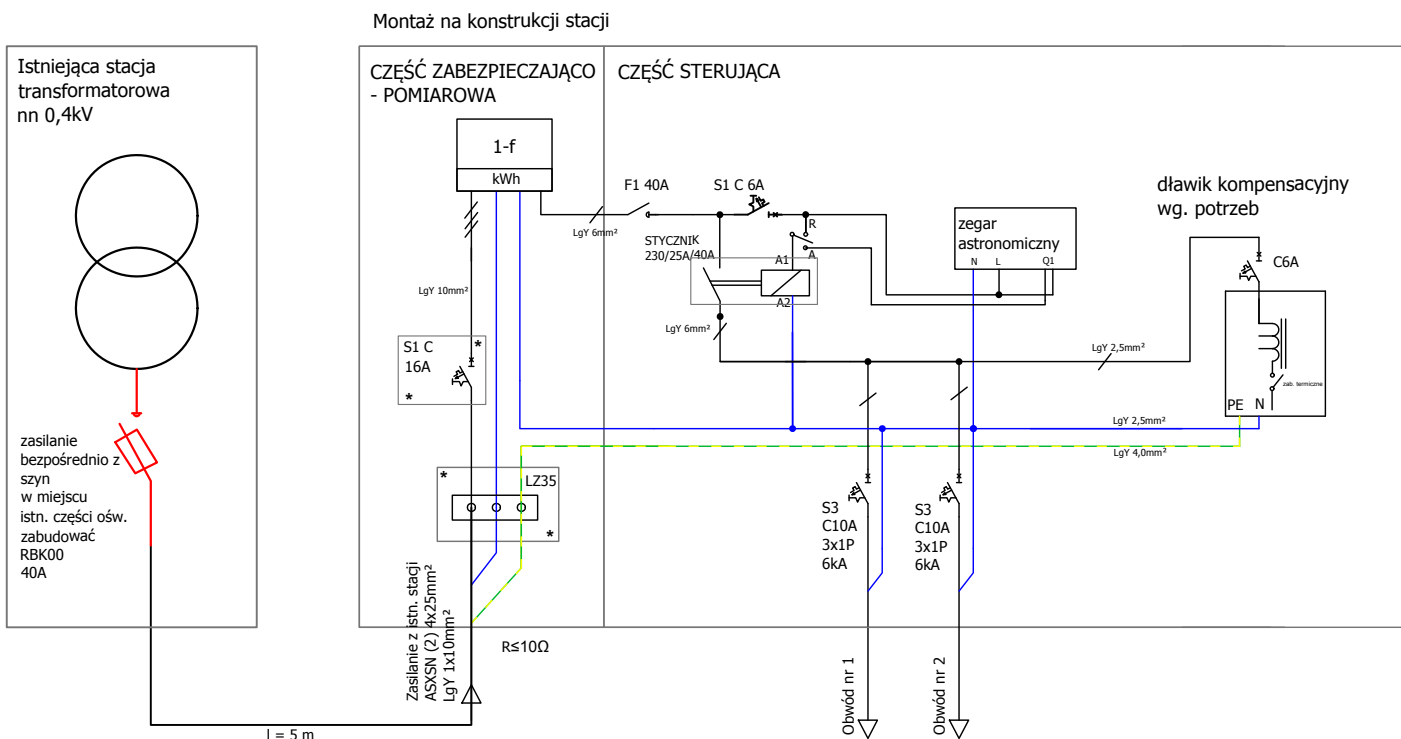 Montaż na konstrukcji stacji
Istniejąca stacja
transformatorowa
nn 0,4kV
zasilanie
bezpośrednio z
szyn
w miejscu
istn. części ośw.
zabudować
RBK00
40A
l = 5 m
CZĘŚĆ ZABEZPIECZAJĄCO
- POMIAROWA
1-f
kWh
LgY 10mm²
S1 C
16A
*
*
*
LZ35
*
Zasilanie z istn. stacji
ASXSN (2) 4x25mm²
LgY 1x10mm²
R≤10Ω
CZĘŚĆ STERUJĄCA
LgY 6mm²
F1 40A
S1 C 6A
STYCZNIK
230/25A/40A
R
A
A1
A2
LgY 6mm²
zegar
astronomiczny
N L Q1
dławik kompensacyjny
wg. potrzeb
C6A
zab. termiczne
PE N
LgY 2,5mm²
LgY 2,5mm²
LgY 4,0mm²
S3
C10A
3x1P
6kA
S3
C10A
3x1P
6kA
Obwód nr 1
Obwód nr 2